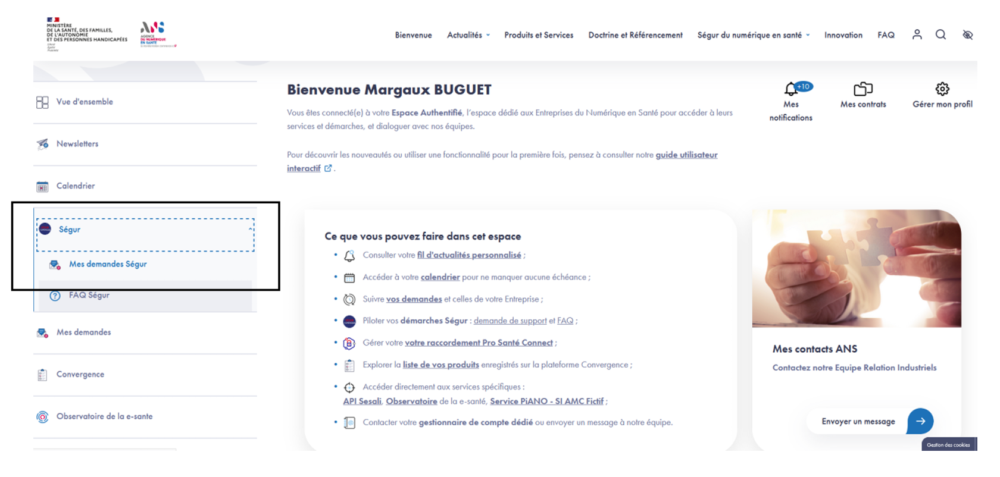 MINISTÈRE
DE LA SANTÉ, DES FAMILLES,
DE L'AUTONOMIE
ET DES PERSONNES HANDICAPÉES
Liberté
Égalité
Fraternité
ANS
AGENCE
DU NUMÉRIQUE
EN SANTÉ
Bienvenue
Actualités
Produits et Services
Doctrine et Référencement
Ségur du numérique en santé
Innovation
FAQ
Vue d'ensemble
Newsletters
Calendrier
Ségur
Mes demandes Ségur
FAQ Ségur
Mes demandes
Convergence
Observatoire de la e-sante
Bienvenue Margaux BUGUET
Vous êtes connecté(e) à votre Espace Authentifié, l'espace dédié aux Entreprises du Numérique en Santé pour accéder à leurs
services et démarches, et dialoguer avec nos équipes.
Pour découvrir les nouveautés ou utiliser une fonctionnalité pour la première fois, pensez à consulter notre guide utilisateur
interactif .
+10
Mes
notifications
Mes contrats
Gérer mon profil
Ce que vous pouvez faire dans cet espace
• Consulter votre fil d'actualités personnalisé ;
• Accéder à votre calendrier pour ne manquer aucune échéance ;
• Suivre vos demandes et celles de votre Entreprise ;
• Piloter vos démarches Ségur : demande de support et FAQ ;
• Gérer votre votre raccordement Pro Santé Connect ;
• Explorer la liste de vos produits enregistrés sur la plateforme Convergence ;
• Accéder directement aux services spécifiques :
API Sesali, Observatoire de la e-santé, Service PiANO - SI AMC Fictif ;
• Contacter votre gestionnaire de compte dédié ou envoyer un message à notre équipe.
Mes contacts ANS
Contactez notre Equipe Relation Industriels
Envoyer un message
Gestion des cookies